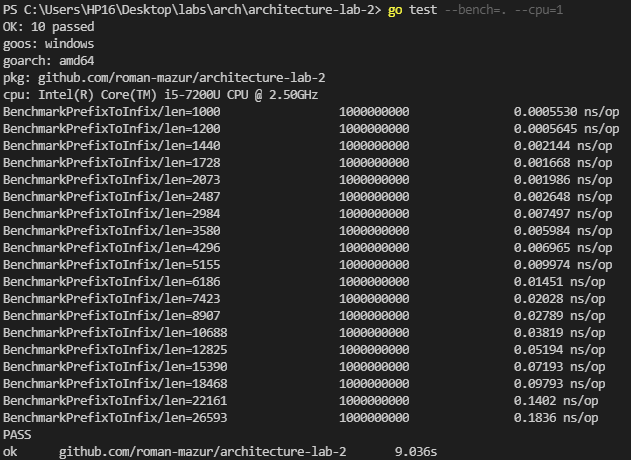 PS C:\Users\HP16\Desktop\labs\arch\architecture-lab-2> go test --bench=. --cpu=1
OK: 10 passed
goos: windows
goarch: amd64
pkg: github.com/roman-mazur/architecture-lab-2
cpu: Intel(R) Core(TM) i5-7200U CPU @ 2.50GHz
BenchmarkPrefixToInfix/len=1000 1000000000 0.0005530 ns/op
BenchmarkPrefixToInfix/len=1200 1000000000 0.0005645 ns/op
BenchmarkPrefixToInfix/len=1440 1000000000 0.002144 ns/op
BenchmarkPrefixToInfix/len=1728 1000000000 0.001668 ns/op
BenchmarkPrefixToInfix/len=2073 1000000000 0.001986 ns/op
BenchmarkPrefixToInfix/len=2487 1000000000 0.002648 ns/op
BenchmarkPrefixToInfix/len=2984 1000000000 0.007497 ns/op
BenchmarkPrefixToInfix/len=3580 1000000000 0.005984 ns/op
BenchmarkPrefixToInfix/len=4296 1000000000 0.006965 ns/op
BenchmarkPrefixToInfix/len=5155 1000000000 0.009974 ns/op
BenchmarkPrefixToInfix/len=6186 1000000000 0.01451 ns/op
BenchmarkPrefixToInfix/len=7423 1000000000 0.02028 ns/op
BenchmarkPrefixToInfix/len=8907 1000000000 0.02789 ns/op
BenchmarkPrefixToInfix/len=10688 1000000000 0.03819 ns/op
BenchmarkPrefixToInfix/len=12825 1000000000 0.05194 ns/op
BenchmarkPrefixToInfix/len=15390 1000000000 0.07193 ns/op
BenchmarkPrefixToInfix/len=18468 1000000000 0.09793 ns/op
BenchmarkPrefixToInfix/len=22161 1000000000 0.1402 ns/op
BenchmarkPrefixToInfix/len=26593 1000000000 0.1836 ns/op
PASS
ok github.com/roman-mazur/architecture-lab-2 9.036s